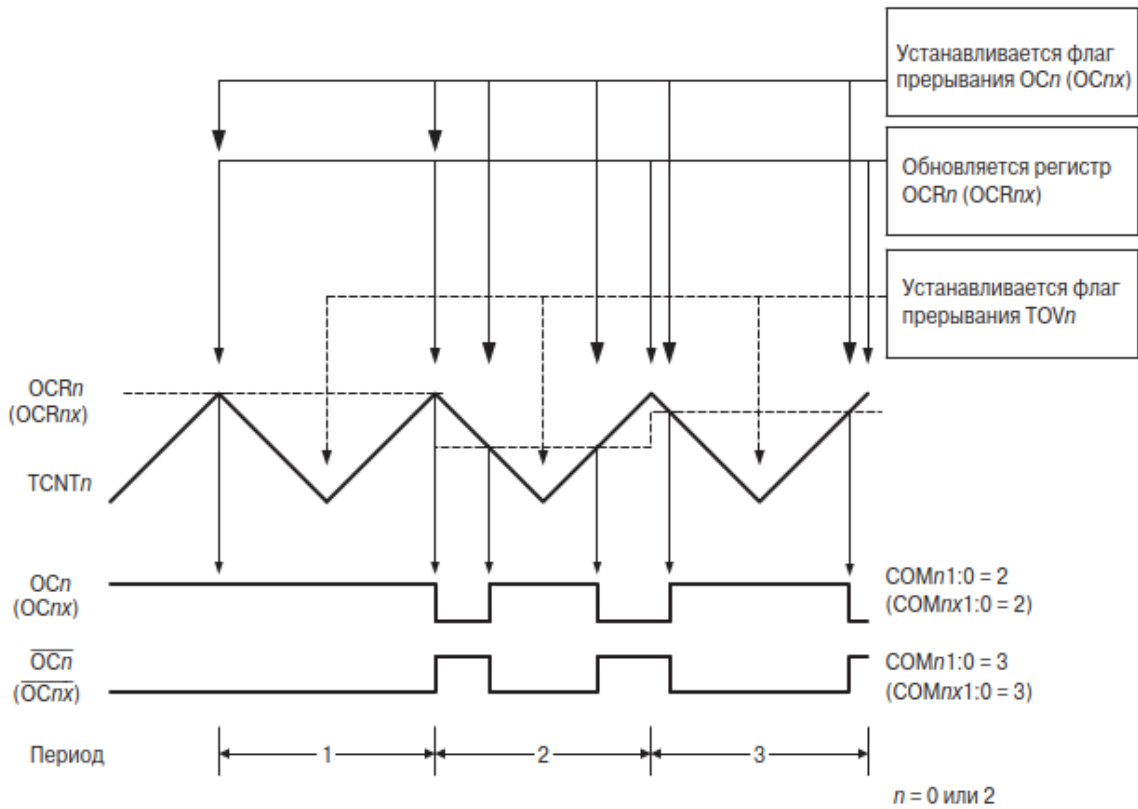 Устанавливается флаг
прерывания OCn (OCnx)
Обновляется регистр
OCRn (OCRnx)
Устанавливается флаг
прерывания TOVn
OCRn
(OCRnx)
TCNTn
OCn
(OCnx)
COMn1:0 = 2
(COMnx1:0 = 2)
OCn
(OCnx)
COMn1:0 = 3
(COMnx1:0 = 3)
Период
1
2
3
n = 0 или 2